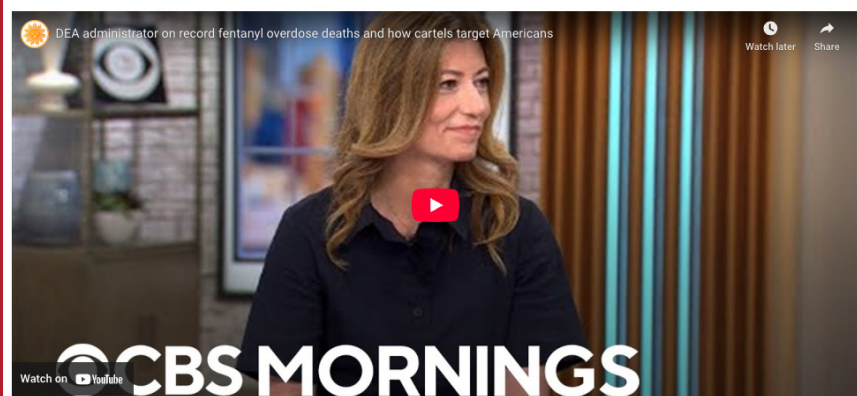 DEA administrator on record fentanyl overdose deaths and how cartels target Americans
Watch later
Share
CBS MORNINGS
Watch on YouTube